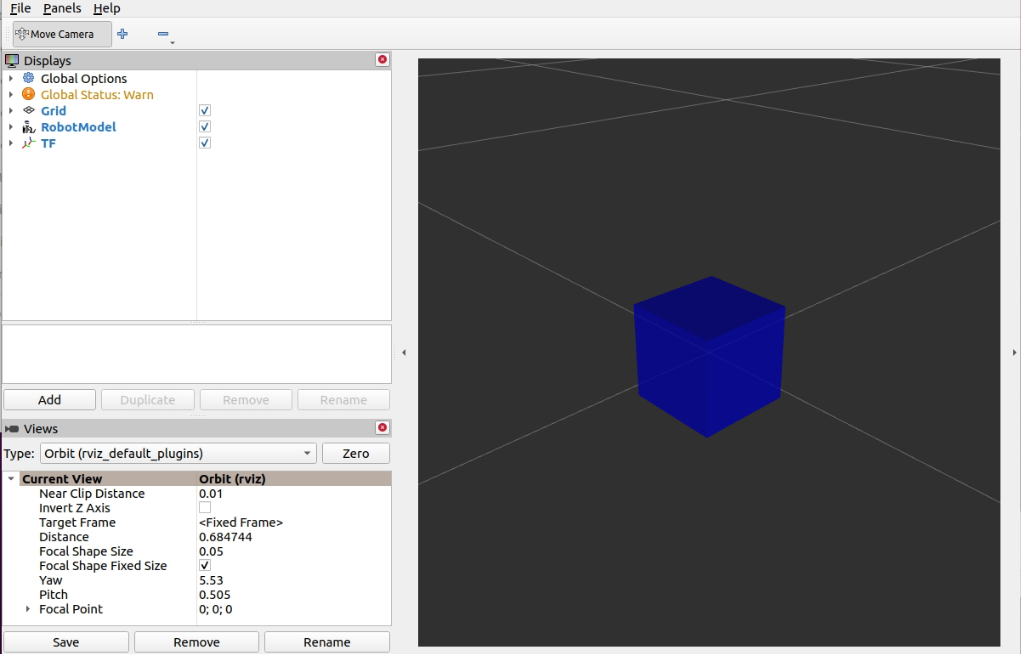 File Panels Help
Move Camera
Displays
Global Options
Global Status: Warn
Grid
RobotModel
TF
Add Duplicate Remove Rename
Views
Type: Orbit (rviz_default_plugins) Zero
Current View Orbit (rviz)
Near Clip Distance 0.01
Invert Z Axis
Target Frame <Fixed Frame>
Distance 0.684744
Focal Shape Size 0.05
Focal Shape Fixed Size
Yaw 5.53
Pitch 0.505
Focal Point 0; 0; 0
Save Remove Rename